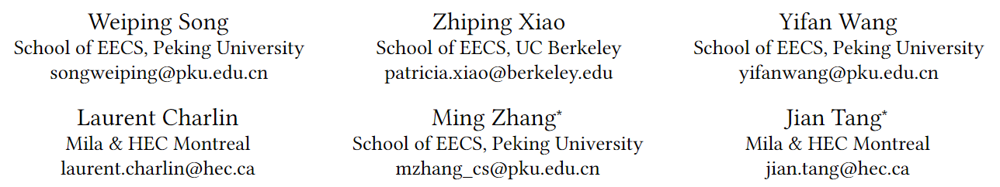 Weiping Song
School of EECS, Peking University
songweiping@pku.edu.cn
Zhiping Xiao
School of EECS, UC Berkeley
patricia.xiao@berkeley.edu
Yifan Wang
School of EECS, Peking University
yifanwang@pku.edu.cn
Laurent Charlin
Mila & HEC Montreal
laurent.charlin@hec.ca
Ming Zhang*
School of EECS, Peking University
mzhang_cs@pku.edu.cn
Jian Tang*
Mila & HEC Montreal
jian.tang@hec.ca